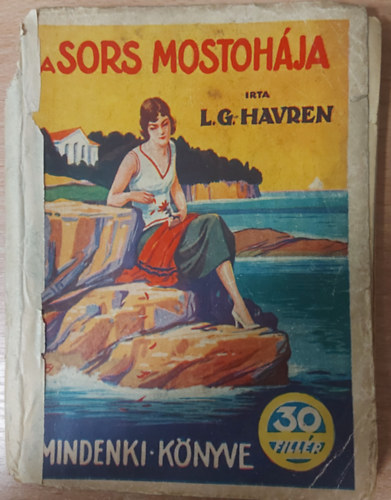 A SORS MOSTOHÁJA
IRTA
L.G. HAVREN
30
FILLÉR
MINDENKI·KÖNYVE